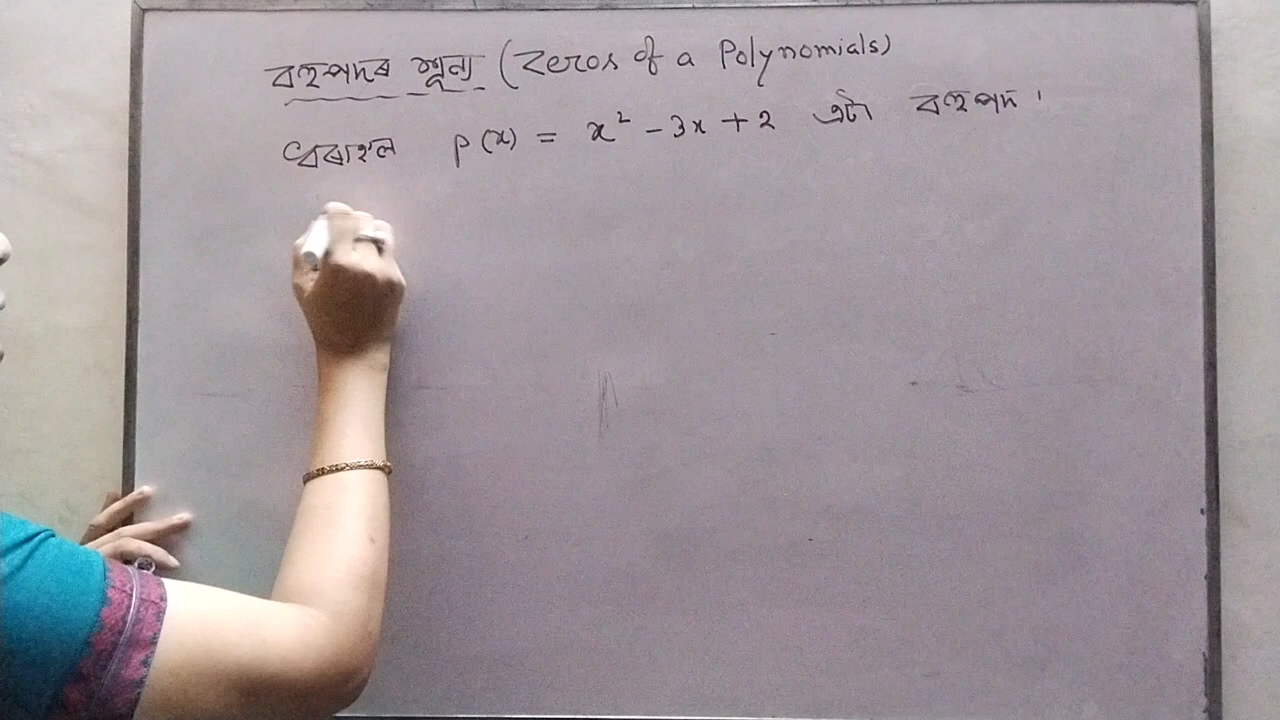 বহুপদৰ শূন্য (Zeros of a Polynomials)
ধৰাহ'ল p(x) = x² - 3x + 2 এটা বহুপদ।